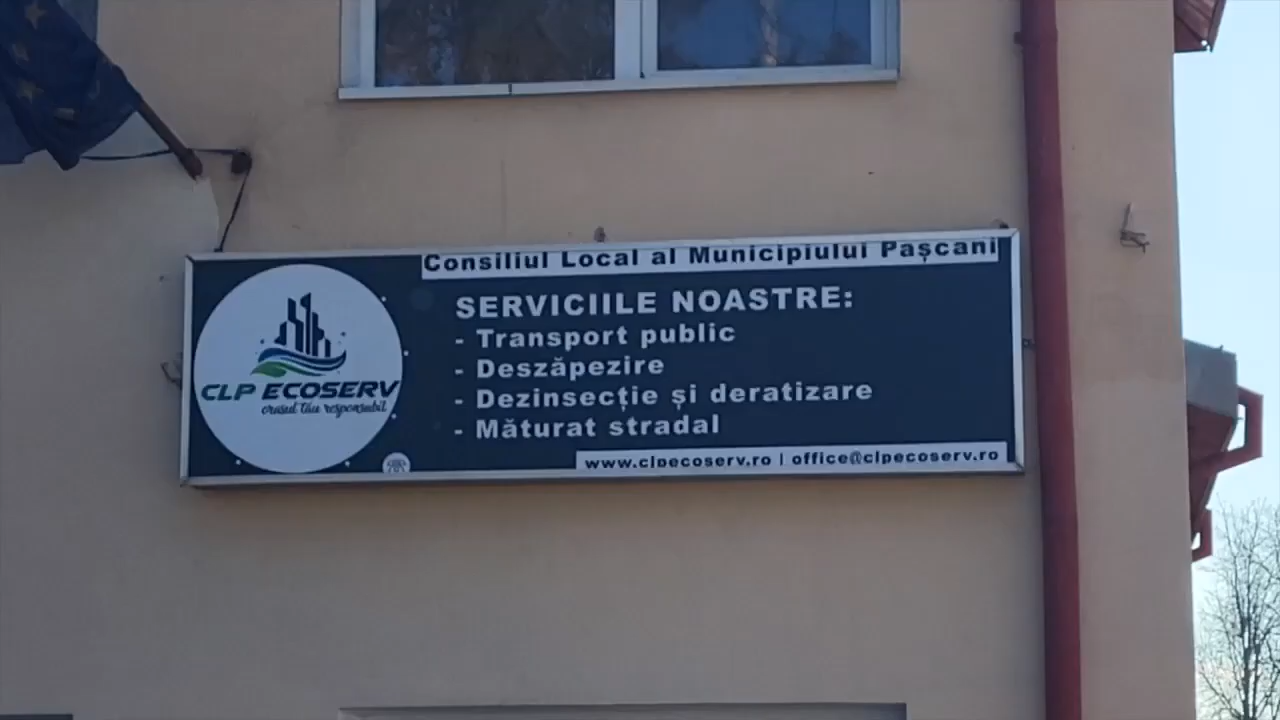 Consiliul Local al Municipiului Pașcani
SERVICIILE NOASTRE:
- Transport public
- Deszăpezire
- Dezinsecție și deratizare
- Măturat stradal
www.clpecoserv.ro | office@clpecoserv.ro
CLP ECOSERV
orașul tău responsabil